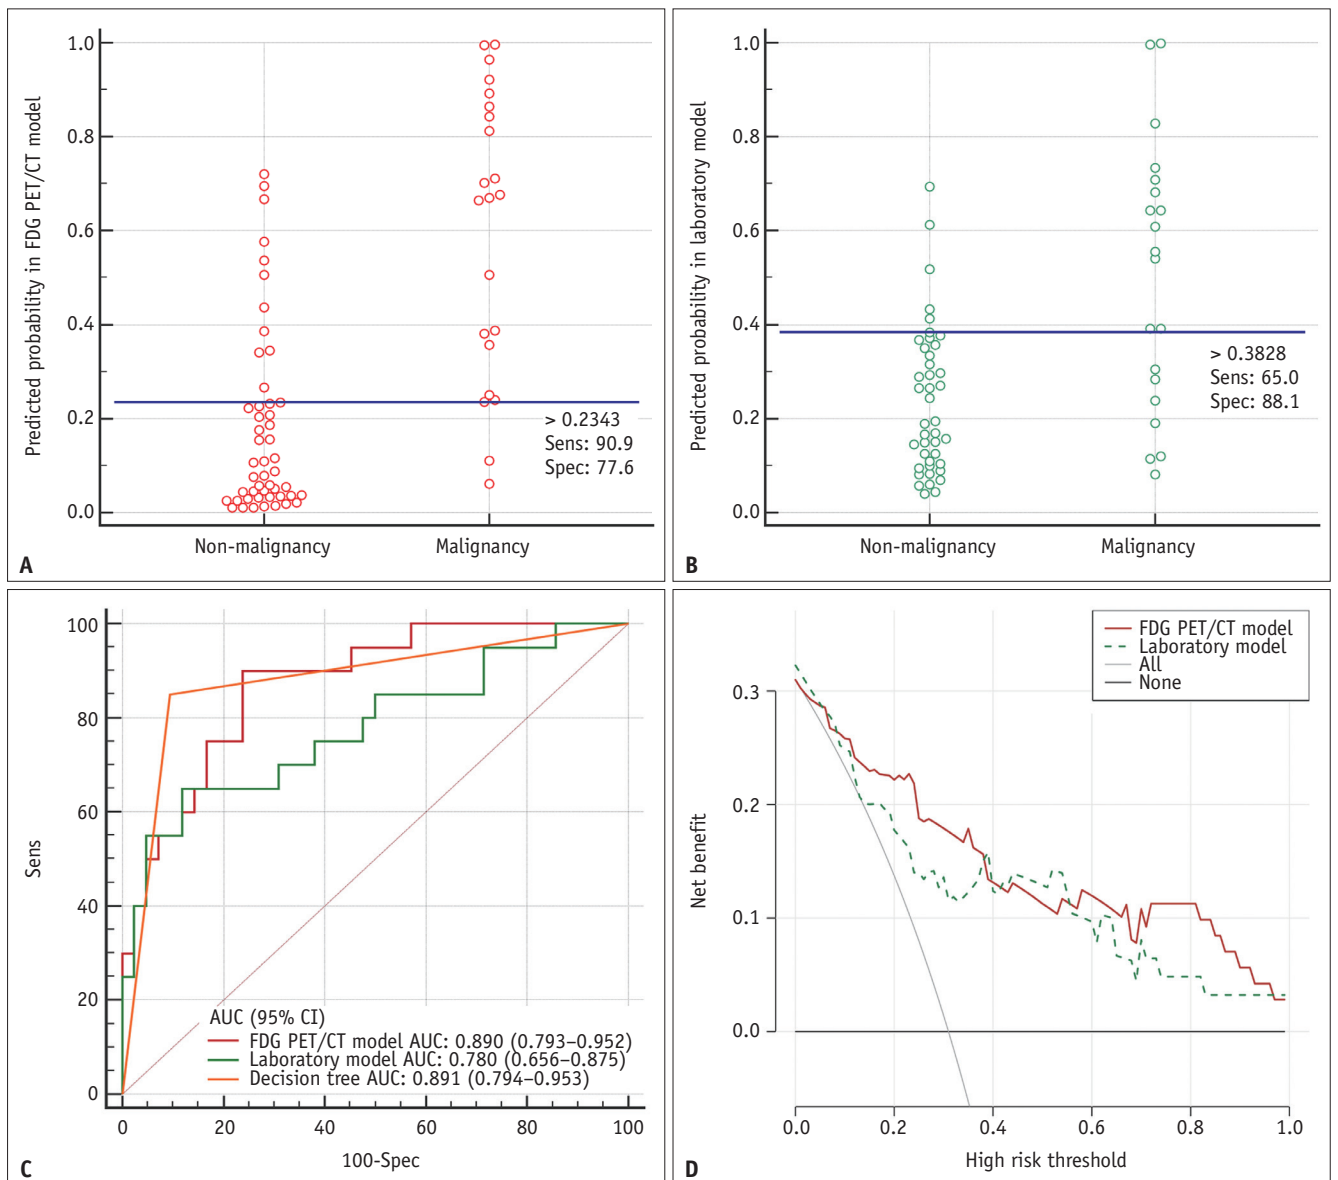 Predicted probability in FDG PET/CT model
1.0
0.8
0.6
0.4
0.2
0.0
> 0.2343
Sens: 90.9
Spec: 77.6
Non-malignancy
Malignancy
A
Predicted probability in laboratory model
1.0
0.8
0.6
0.4
0.2
0.0
> 0.3828
Sens: 65.0
Spec: 88.1
Non-malignancy
Malignancy
B
Sens
100
80
60
40
20
0
AUC (95% CI)
FDG PET/CT model AUC: 0.890 (0.793–0.952)
Laboratory model AUC: 0.780 (0.656–0.875)
Decision tree AUC: 0.891 (0.794–0.953)
0 20 40 60 80 100
100-Spec
C
Net benefit
0.3
0.2
0.1
0.0
FDG PET/CT model
Laboratory model
All
None
0.0 0.2 0.4 0.6 0.8 1.0
High risk threshold
D